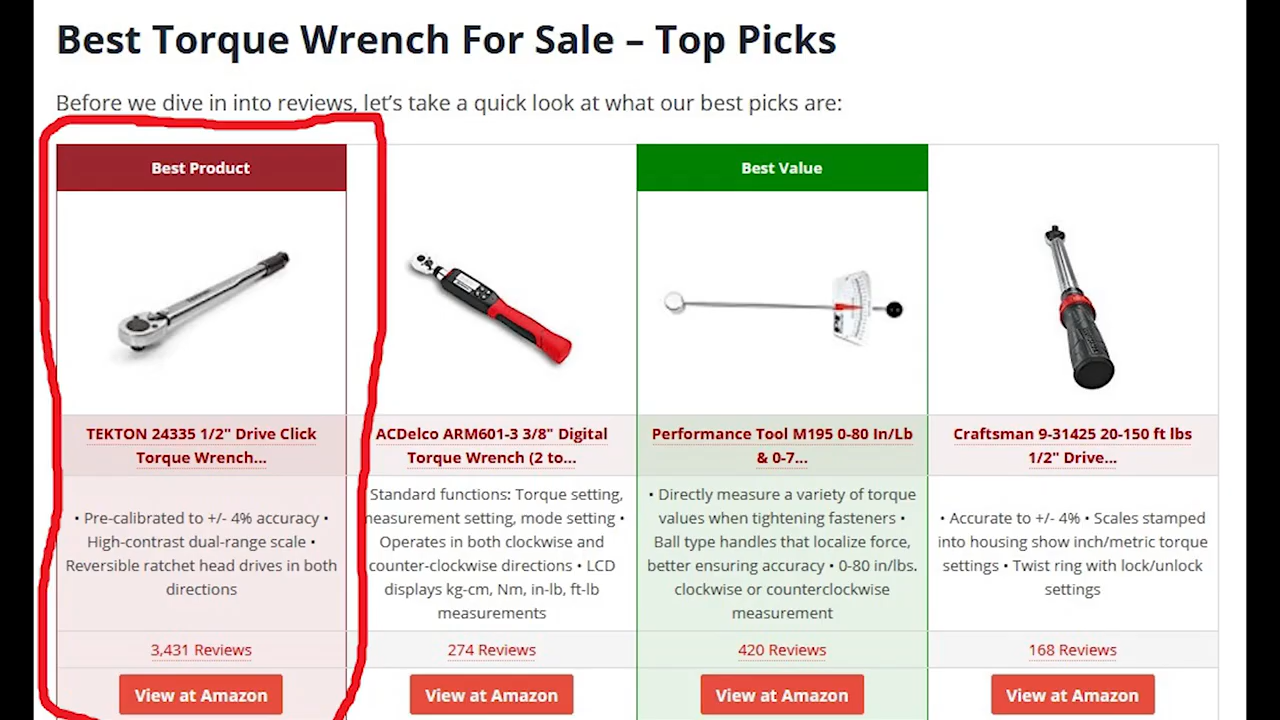 Best Torque Wrench For Sale – Top Picks
Before we dive in into reviews, let’s take a quick look at what our best picks are:
Best Product
TEKTON 24335 1/2" Drive Click
Torque Wrench...
• Pre-calibrated to +/- 4% accuracy •
High-contrast dual-range scale •
Reversible ratchet head drives in both
directions
3,431 Reviews
View at Amazon
ACDelco ARM601-3 3/8" Digital
Torque Wrench (2 to...
Standard functions: Torque setting,
measurement setting, mode setting •
Operates in both clockwise and
counter-clockwise directions • LCD
displays kg-cm, Nm, in-lb, ft-lb
measurements
274 Reviews
View at Amazon
Best Value
Performance Tool M195 0-80 In/Lb
& 0-7...
• Directly measure a variety of torque
values when tightening fasteners •
Ball type handles that localize force,
better ensuring accuracy • 0-80 in/lbs.
clockwise or counterclockwise
measurement
420 Reviews
View at Amazon
Craftsman 9-31425 20-150 ft lbs
1/2" Drive...
• Accurate to +/- 4% • Scales stamped
into housing show inch/metric torque
settings • Twist ring with lock/unlock
settings
168 Reviews
View at Amazon